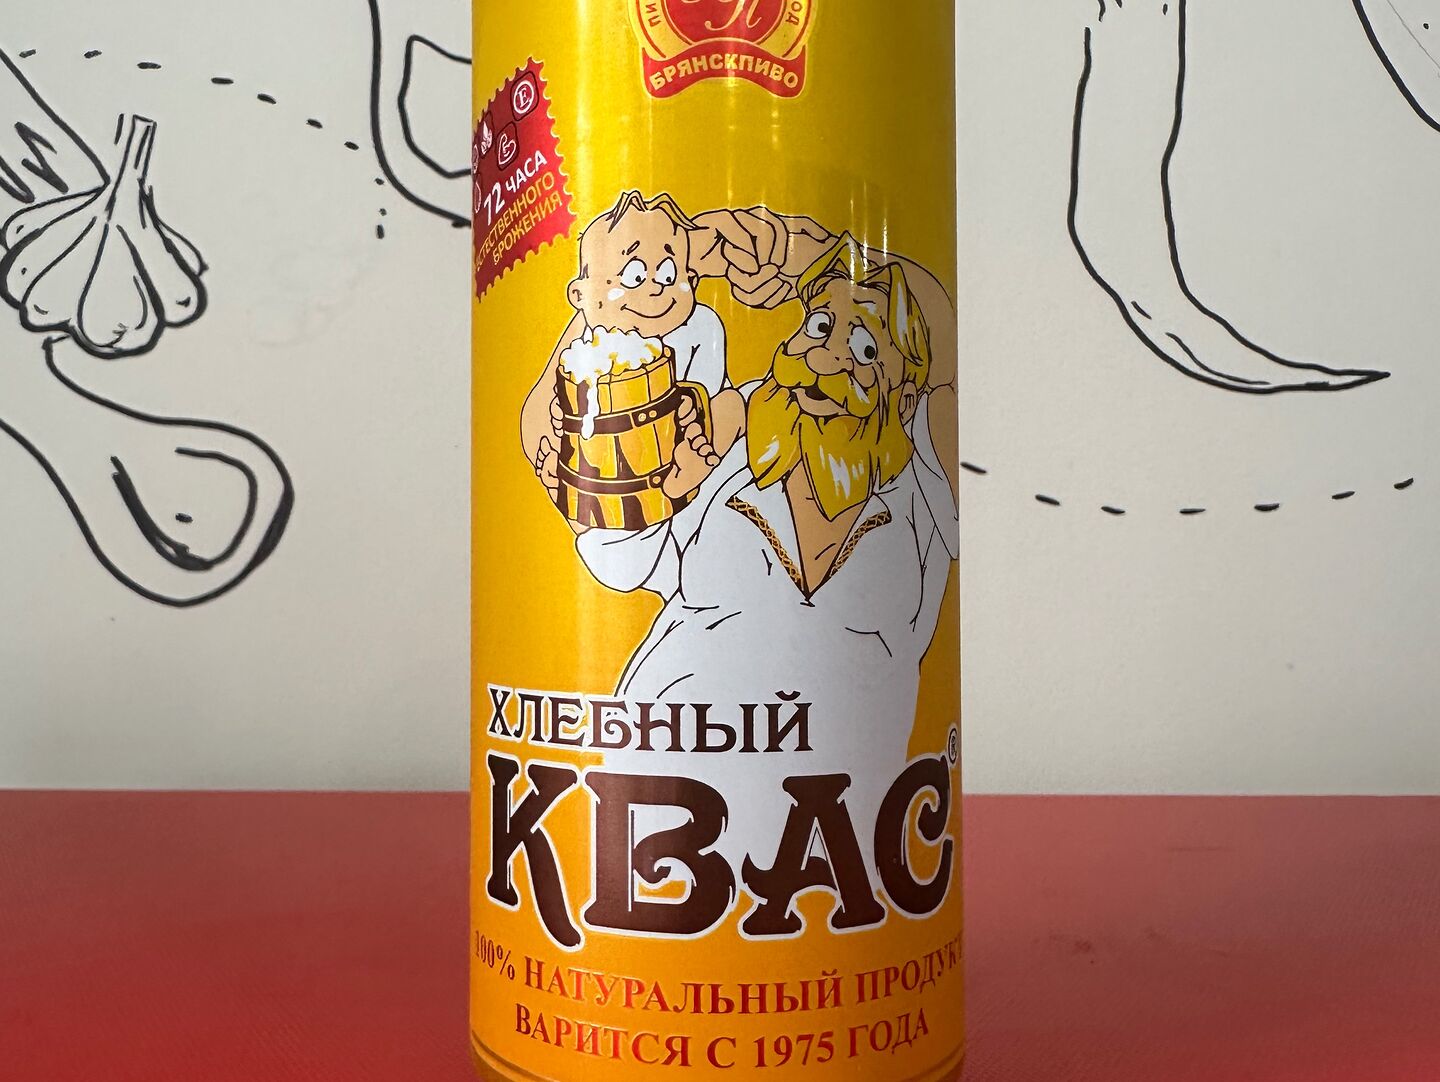 БРЯНСКПИВО
E
72 ЧАСА
ЕСТЕСТВЕННОГО
БРОЖЕНИЯ
ХЛЕБНЫЙ
КВАС®
100% НАТУРАЛЬНЫЙ ПРОДУКТ
ВАРИТСЯ С 1975 ГОДА